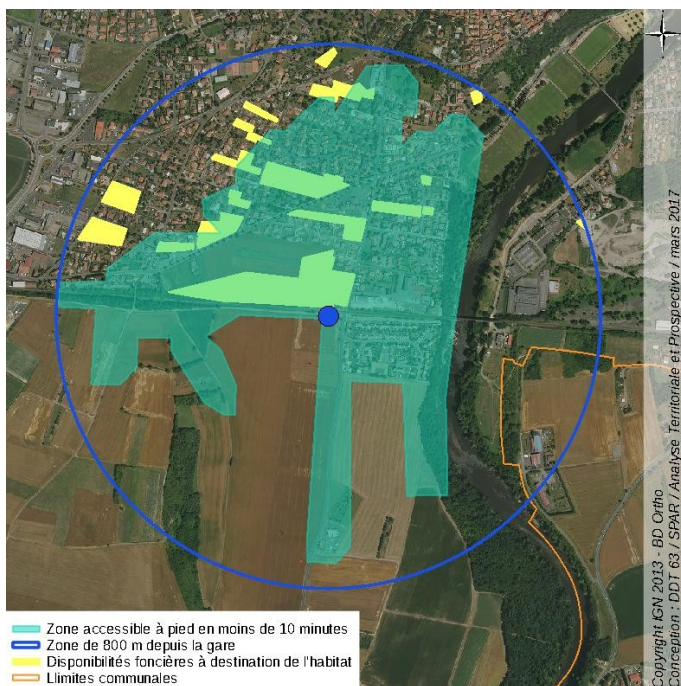 Zone accessible à pied en moins de 10 minutes
Zone de 800 m depuis la gare
Disponibilités foncières à destination de l'habitat
Llimites communales
Copyright IGN 2013 - BD Ortho
Conception : DDT 63 / SPAR / Analyse Territoriale et Prospective / mars 2017